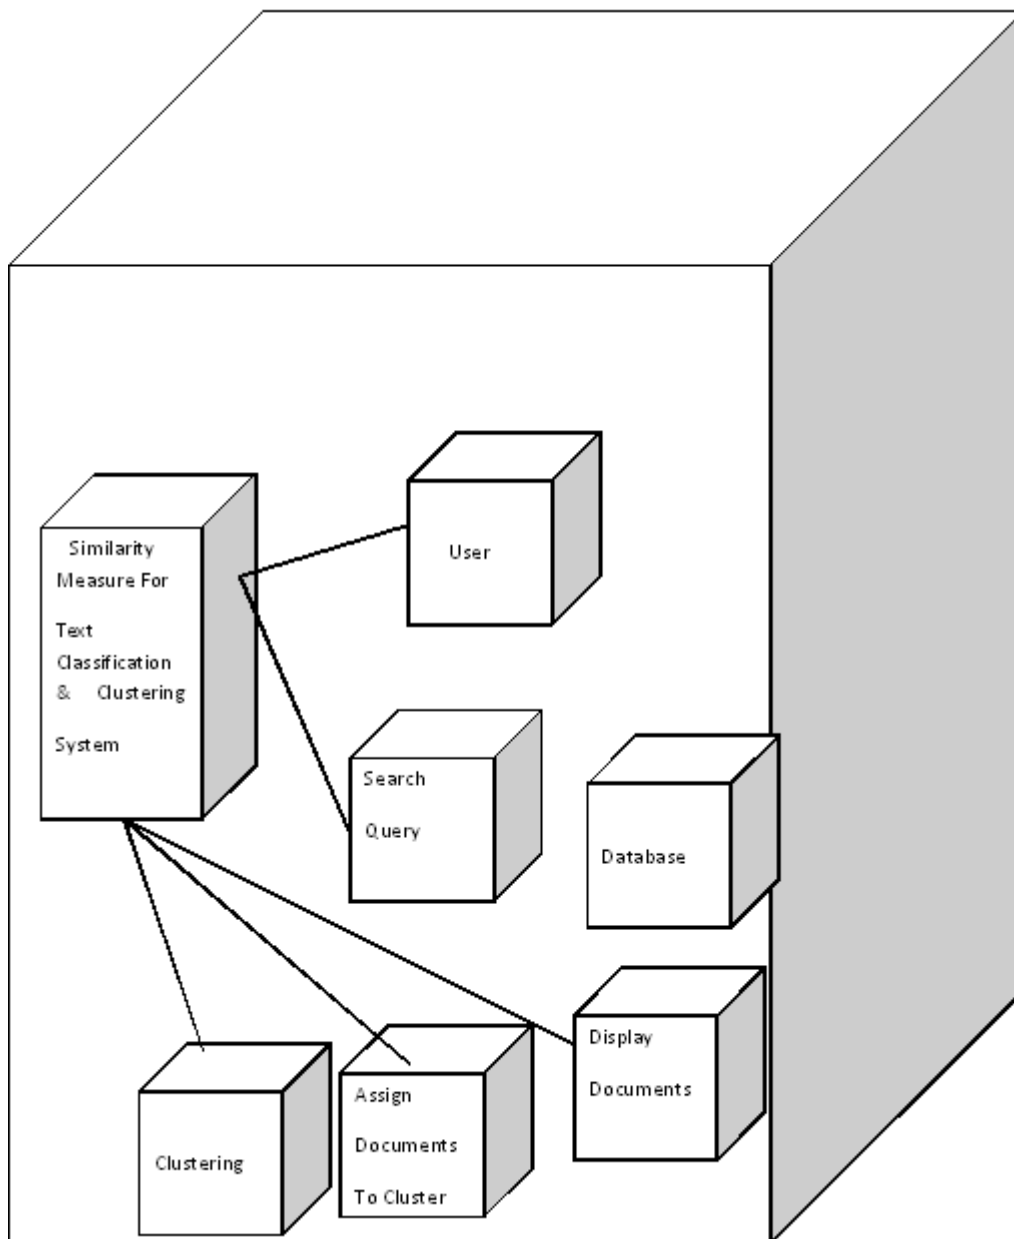 Similarity
Measure For
Text
Classification
& Clustering
System
User
Search
Query
Database
Display
Documents
Clustering
Assign
Documents
To Cluster